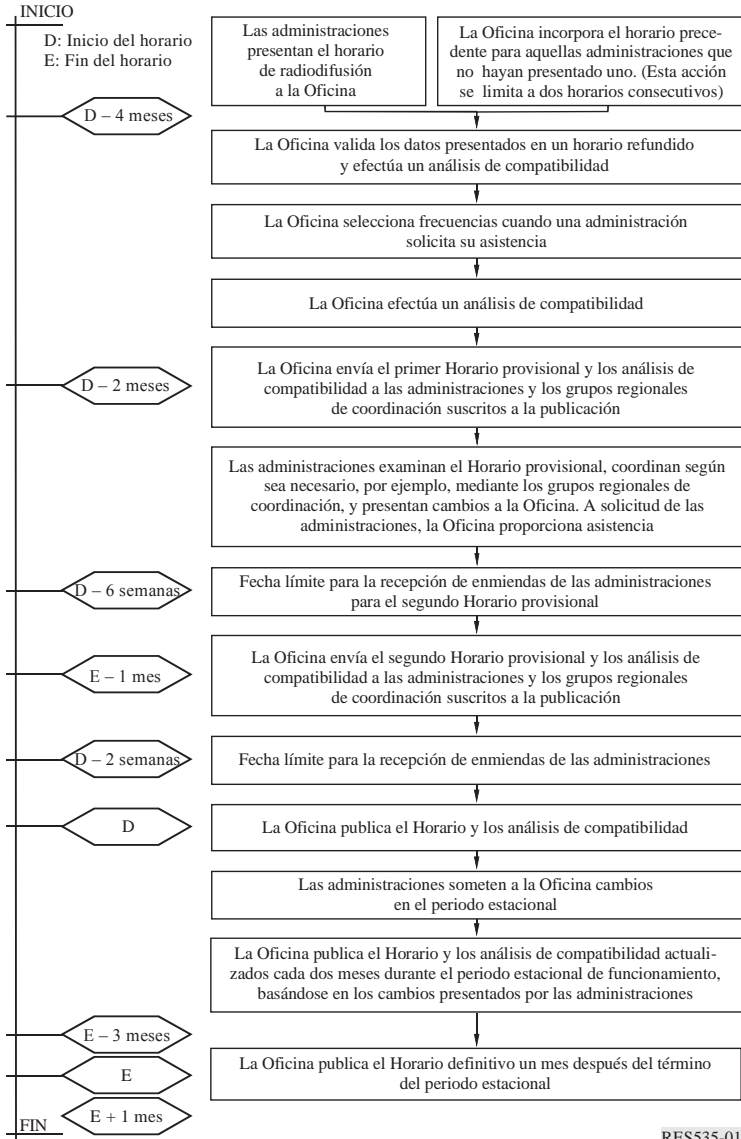 INICIO
D: Inicio del horario
E: Fin del horario
Las administraciones
presentan el horario
de radiodifusión
a la Oficina
La Oficina incorpora el horario prece-
dente para aquellas administraciones que
no hayan presentado uno. (Esta acción
se limita a dos horarios consecutivos)
D – 4 meses
La Oficina valida los datos presentados en un horario refundido
y efectúa un análisis de compatibilidad
La Oficina selecciona frecuencias cuando una administración
solicita su asistencia
La Oficina efectúa un análisis de compatibilidad
D – 2 meses
La Oficina envía el primer Horario provisional y los análisis de
compatibilidad a las administraciones y los grupos regionales
de coordinación suscritos a la publicación
Las administraciones examinan el Horario provisional, coordinan según
sea necesario, por ejemplo, mediante los grupos regionales de
coordinación, y presentan cambios a la Oficina. A solicitud de las
administraciones, la Oficina proporciona asistencia
D – 6 semanas
Fecha límite para la recepción de enmiendas de las administraciones
para el segundo Horario provisional
E – 1 mes
La Oficina envía el segundo Horario provisional y los análisis de
compatibilidad a las administraciones y los grupos regionales
de coordinación suscritos a la publicación
D – 2 semanas
Fecha límite para la recepción de enmiendas de las administraciones
D
La Oficina publica el Horario y los análisis de compatibilidad
Las administraciones someten a la Oficina cambios
en el periodo estacional
La Oficina publica el Horario y los análisis de compatibilidad actuali-
zados cada dos meses durante el periodo estacional de funcionamiento,
basándose en los cambios presentados por las administraciones
E – 3 meses
La Oficina publica el Horario definitivo un mes después del término
del periodo estacional
E
E + 1 mes
FIN
RES535-01